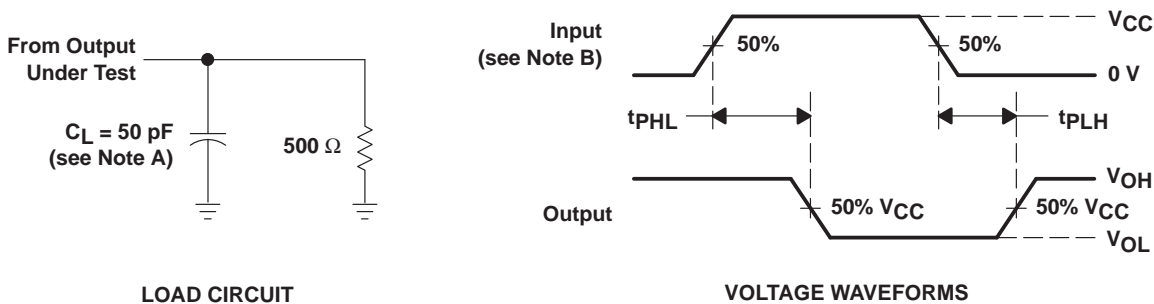 From Output
Under Test
CL = 50 pF
(see Note A)
500 Ω
LOAD CIRCUIT
Input
(see Note B)
50%
50%
VCC
0 V
tPHL
tPLH
Output
50% VCC
50% VCC
VOH
VOL
VOLTAGE WAVEFORMS